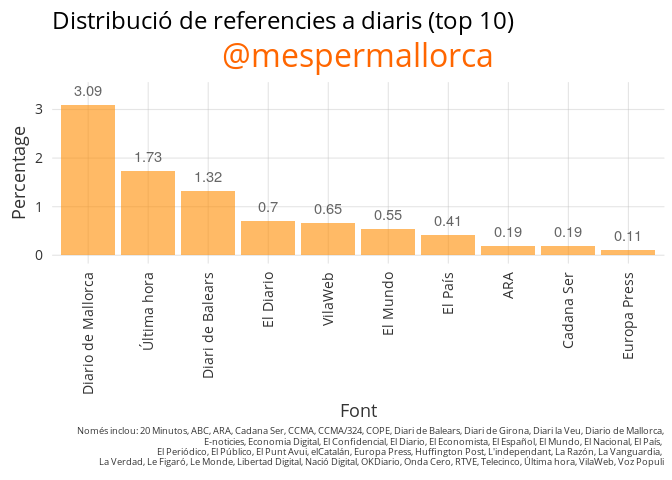 Distribució de referencies a diaris (top 10)
@mespermallorca
Percentage
3
2
1
0
3.09
1.73
1.32
0.7
0.65
0.55
0.41
0.19
0.19
0.11
Diario de Mallorca
Última hora
Diari de Balears
El Diario
VilaWeb
El Mundo
El País
ARA
Cadana Ser
Europa Press
Font
Només inclou: 20 Minutos, ABC, ARA, Cadana Ser, CCMA, CCMA/324, COPE, Diari de Balears, Diari de Girona, Diari la Veu, Diario de Mallorca,
E-noticies, Economia Digital, El Confidencial, El Diario, El Economista, El Español, El Mundo, El Nacional, El País,
El Periódico, El Público, El Punt Avui, elCatalán, Europa Press, Huffington Post, L'independant, La Razón, La Vanguardia,
La Verdad, Le Figaró, Le Monde, Libertad Digital, Nació Digital, OKDiario, Onda Cero, RTVE, Telecinco, Última hora, VilaWeb, Voz Populi